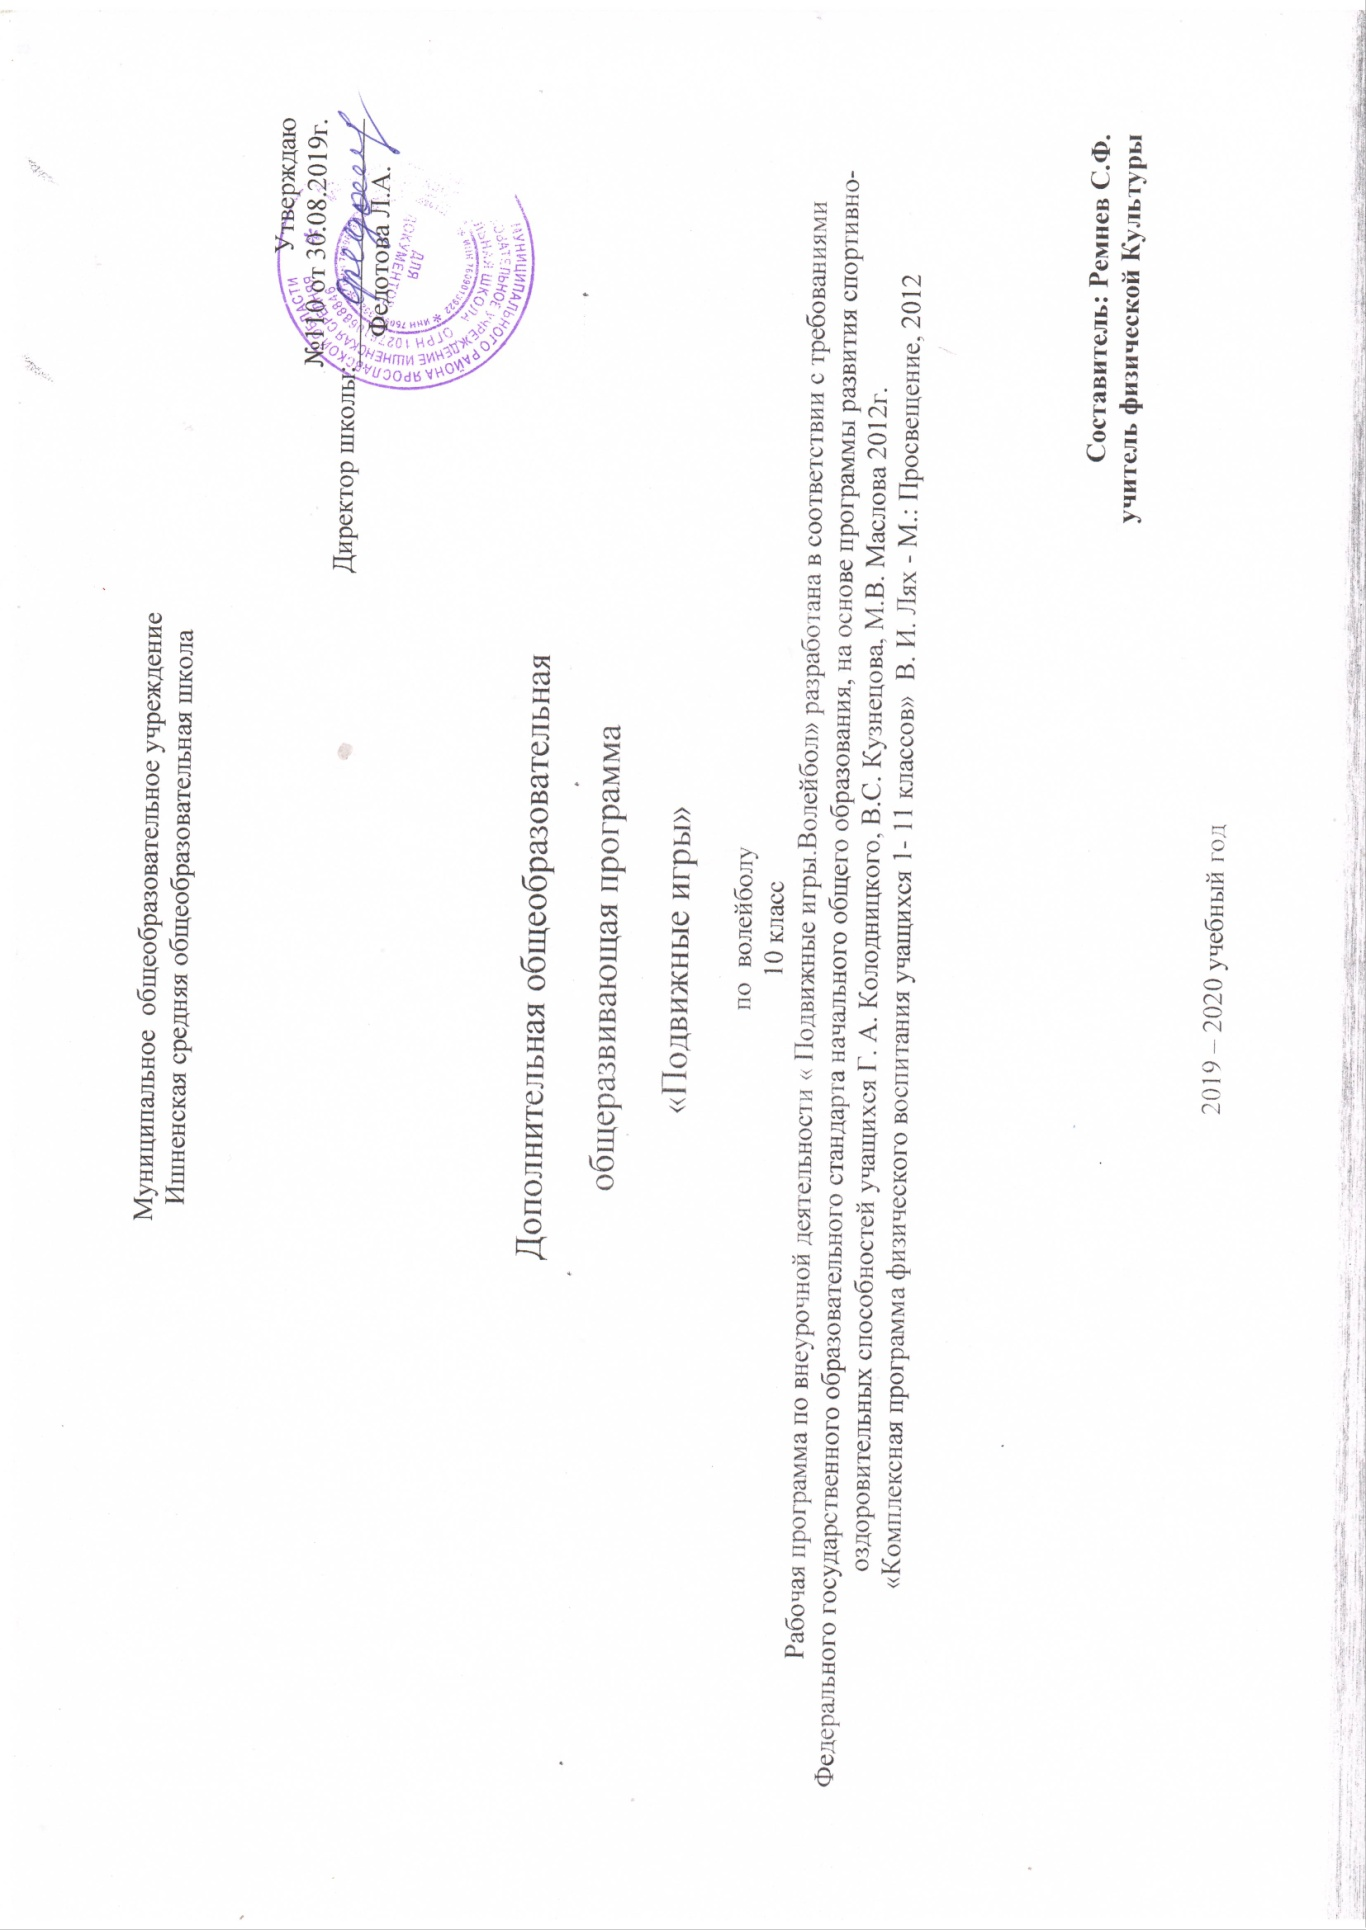 Муниципальное общеобразовательное учреждение
Ишненская средняя общеобразовательная школа
Утверждаю
№110 от 30.08.2019г.
Директор школы:
Федотова Л.А.
ДЛЯ
ДОКУМЕНТОВ
Дополнительная общеобразовательная
общеразвивающая программа
«Подвижные игры»
по волейболу
10 класс
Рабочая программа по внеурочной деятельности « Подвижные игры.Волейбол» разработана в соответствии с требованиями
Федерального государственного образовательного стандарта начального общего образования, на основе программы развития спортивно-
оздоровительных способностей учащихся Г. А. Колодницкого, В.С. Кузнецова, М.В. Маслова 2012г.
«Комплексная программа физического воспитания учащихся 1- 11 классов» В. И. Лях - М.: Просвещение, 2012
Составитель: Ремнев С.Ф.
учитель физической Культуры
2019 – 2020 учебный год